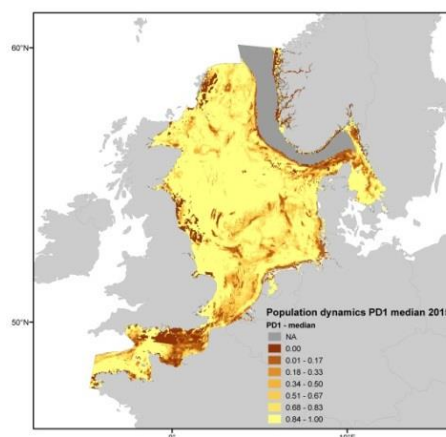 60°N
50°N
Population dynamics PD1 median 2015
PD1 - median
NA
0.00
0.01 - 0.17
0.18 - 0.33
0.34 - 0.50
0.51 - 0.67
0.68 - 0.83
0.84 - 1.00